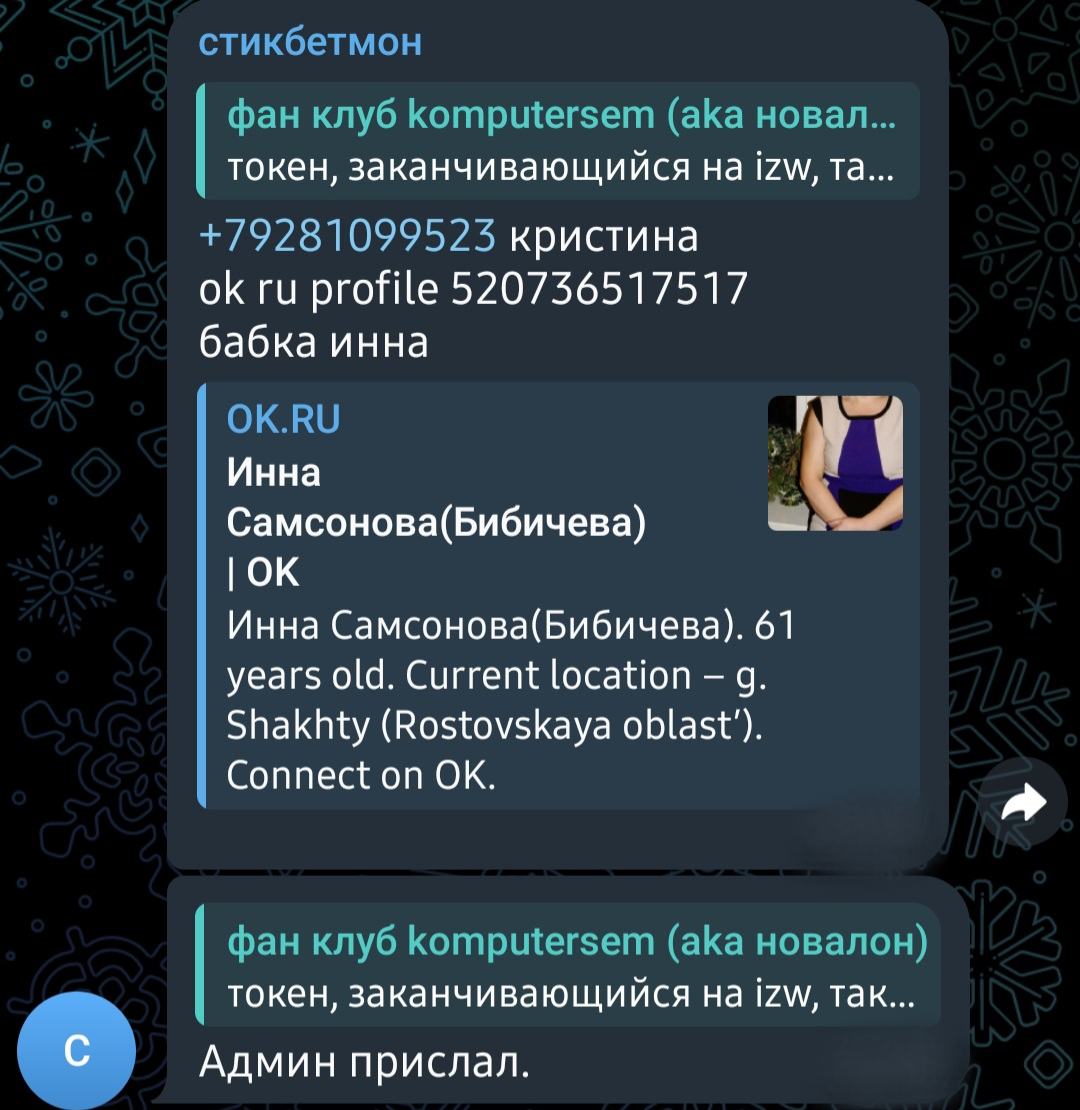 стикбетмон
фан клуб komputersem (aka новал...
токен, заканчивающийся на izw, та...
+79281099523 кристина
ok ru profile 520736517517
бабка инна
OK.RU
Инна
Самсонова(Бибичева)
| OK
Инна Самсонова(Бибичева). 61
years old. Current location – g.
Shakhty (Rostovskaya oblast’).
Connect on OK.
фан клуб komputersem (aka новалон)
токен, заканчивающийся на izw, так...
С
Админ прислал.